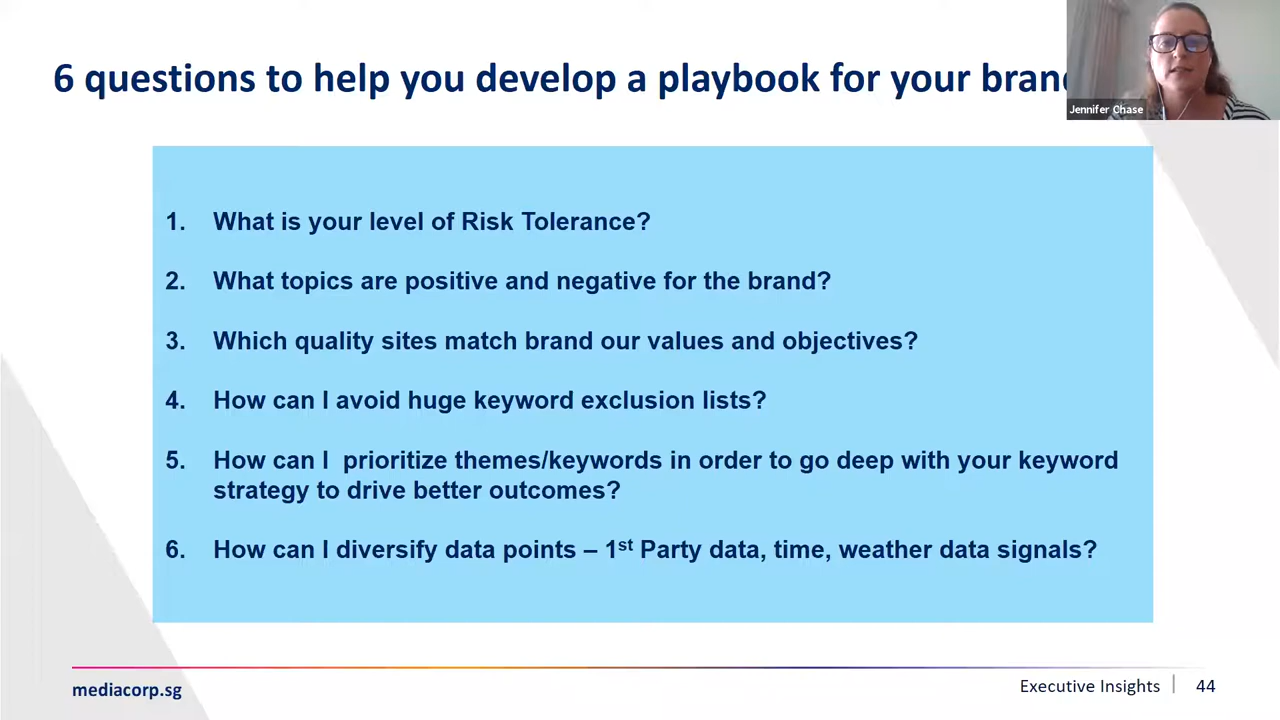 6 questions to help you develop a playbook for your brand
Jennifer Chase
1. What is your level of Risk Tolerance?
2. What topics are positive and negative for the brand?
3. Which quality sites match brand our values and objectives?
4. How can I avoid huge keyword exclusion lists?
5. How can I  prioritize themes/keywords in order to go deep with your keyword
strategy to drive better outcomes?
6. How can I diversify data points – 1st Party data, time, weather data signals?
mediacorp.sg
Executive Insights | 44